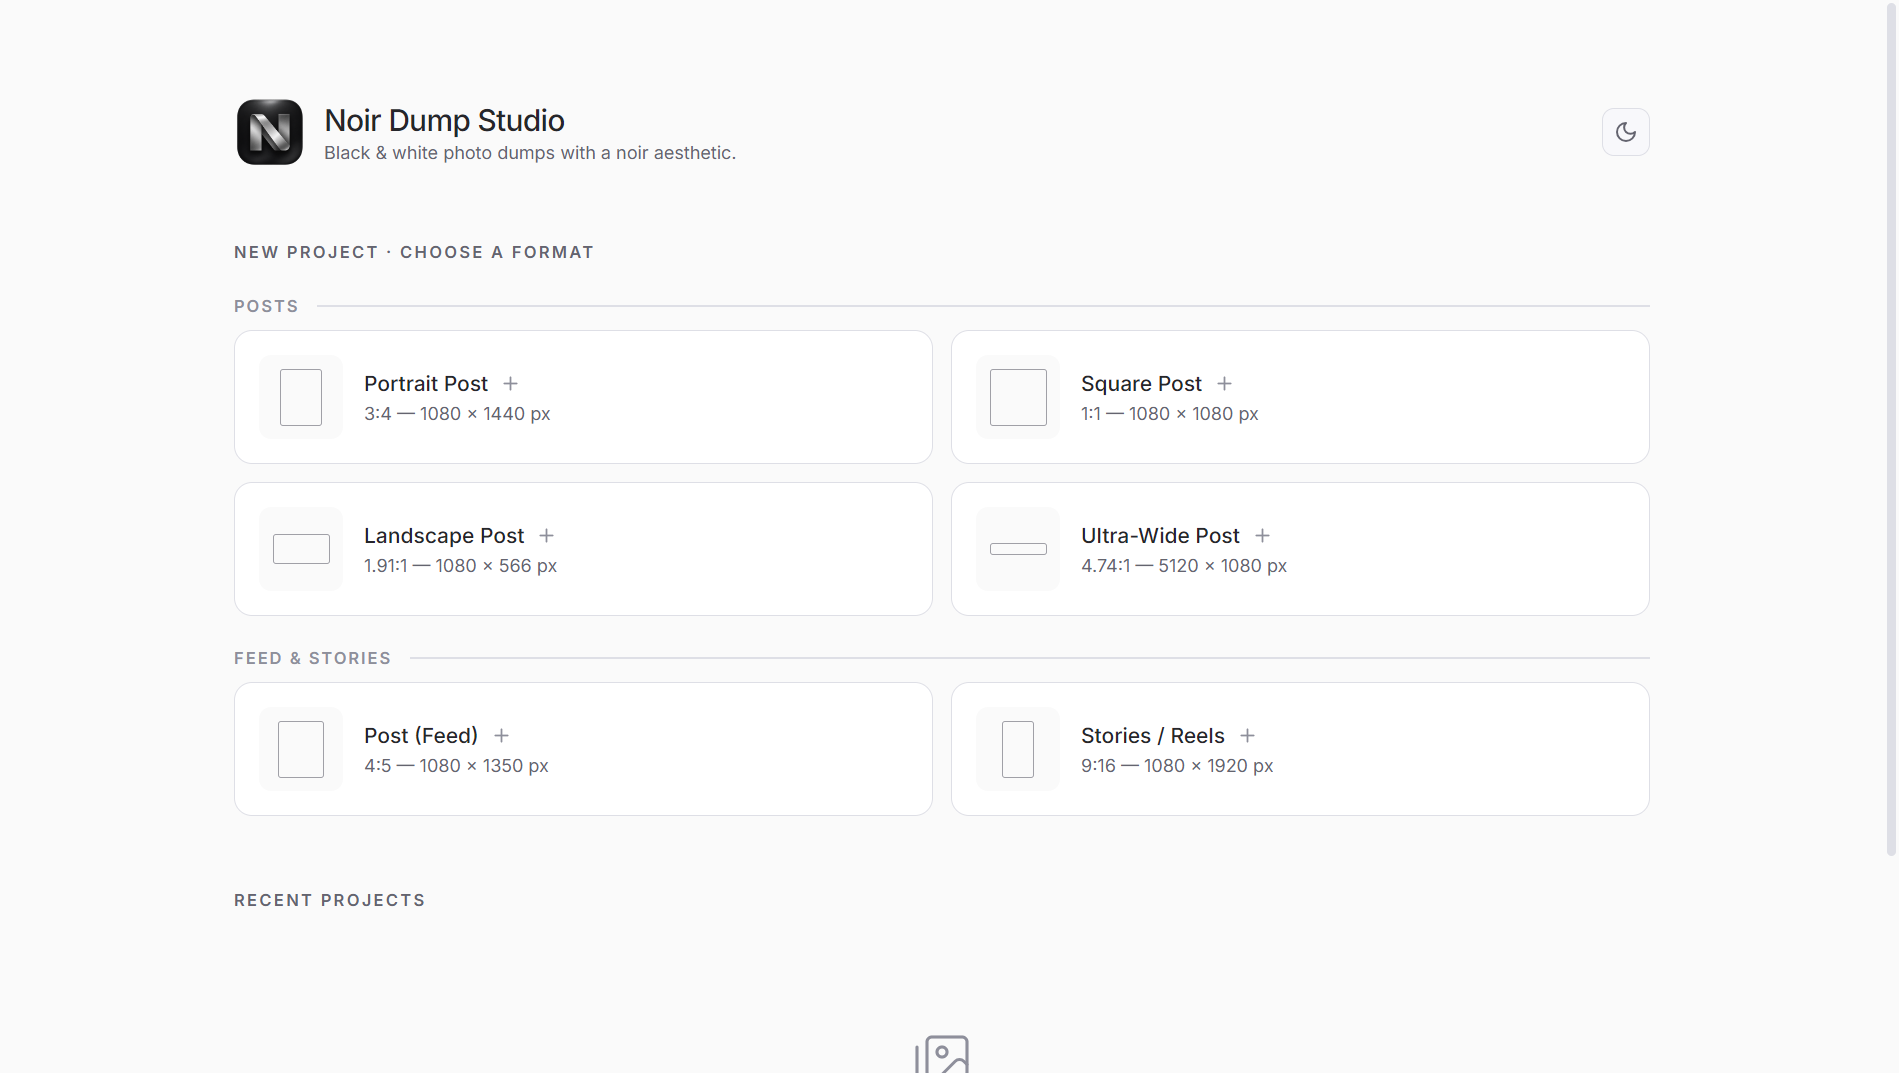 N
Noir Dump Studio
Black & white photo dumps with a noir aesthetic.
NEW PROJECT · CHOOSE A FORMAT
POSTS
Portrait Post +
3:4 — 1080 × 1440 px
Square Post +
1:1 — 1080 × 1080 px
Landscape Post +
1.91:1 — 1080 × 566 px
Ultra-Wide Post +
4.74:1 — 5120 × 1080 px
FEED & STORIES
Post (Feed) +
4:5 — 1080 × 1350 px
Stories / Reels +
9:16 — 1080 × 1920 px
RECENT PROJECTS